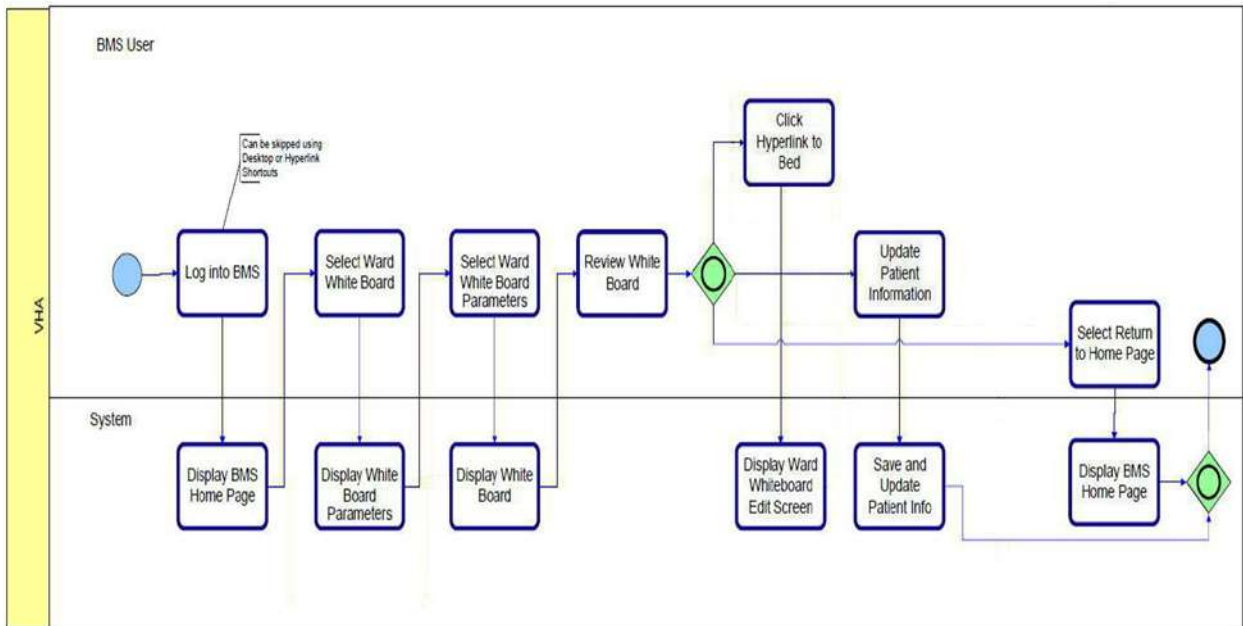 VHA
BMS User
Can be skipped using
Desktop or Hyperlink
Shortcuts
Log into BMS
Select Ward
White Board
Select Ward
White Board
Parameters
Review White
Board
Click
Hyperlink to
Bed
Update
Patient
Information
Select Return
to Home Page
System
Display BMS
Home Page
Display White
Board
Parameters
Display White
Board
Display Ward
Whiteboard
Edit Screen
Save and
Update
Patient Info
Display BMS
Home Page